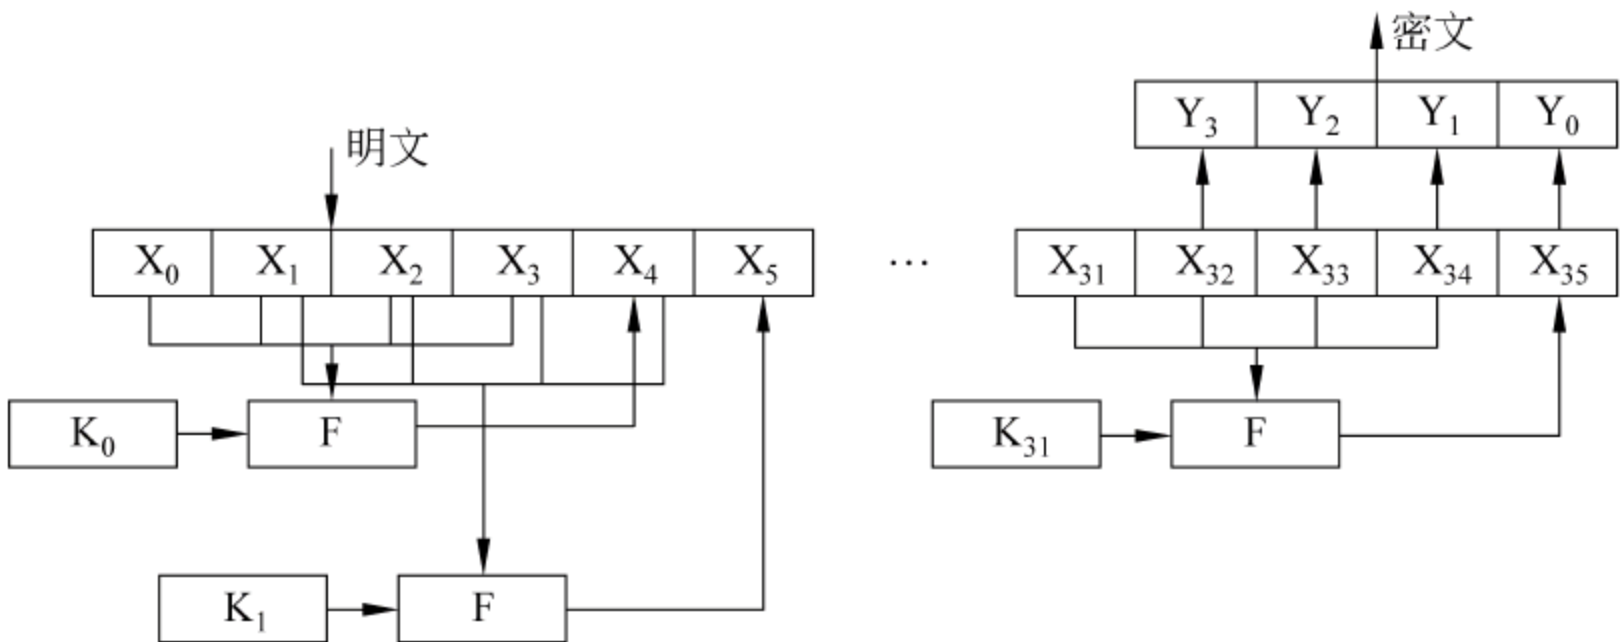 密文
Y₃ Y₂ Y₁ Y₀
明文
X₀ X₁ X₂ X₃ X₄ X₅ … X₃₁ X₃₂ X₃₃ X₃₄ X₃₅
K₀ F K₃₁ F
K₁ F